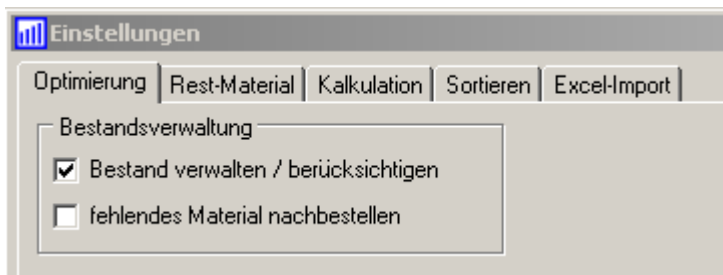 Einstellungen
Optimierung Rest-Material Kalkulation Sortieren Excel-Import
Bestandsverwaltung
Bestand verwalten / berücksichtigen
fehlendes Material nachbestellen